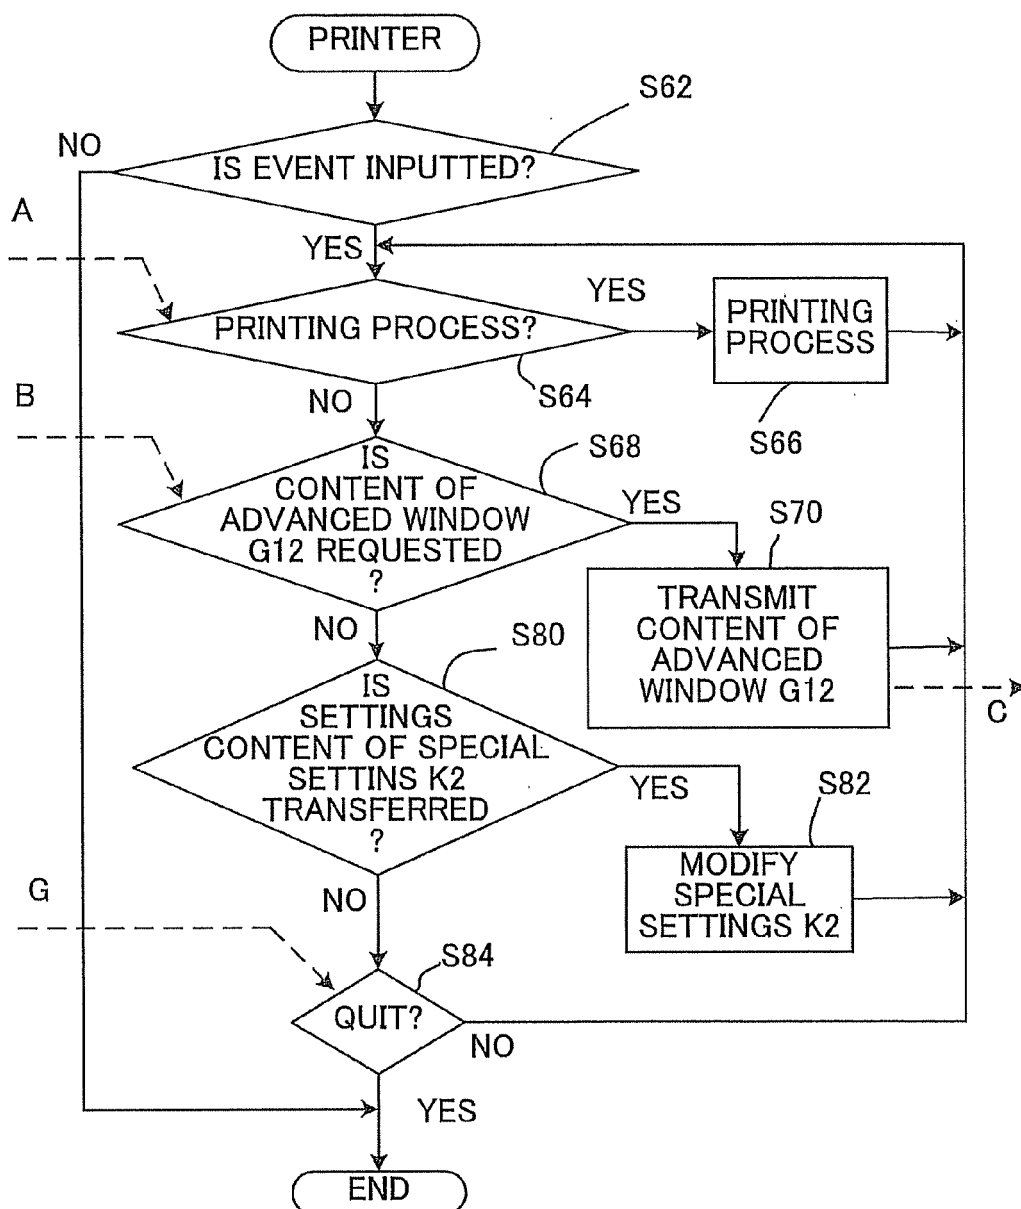 PRINTER
S62
NO
IS EVENT INPUTTED?
A
YES
YES
PRINTING PROCESS?
PRINTING
PROCESS
S64
S66
B
NO
S68
IS
CONTENT OF
ADVANCED WINDOW
G12 REQUESTED
?
YES
S70
TRANSMIT
CONTENT OF
ADVANCED
WINDOW G12
C
NO
S80
IS
SETTINGS
CONTENT OF SPECIAL
SETTINS K2
TRANSFERRED
?
YES
S82
MODIFY
SPECIAL
SETTINGS K2
G
NO
S84
QUIT?
NO
YES
END